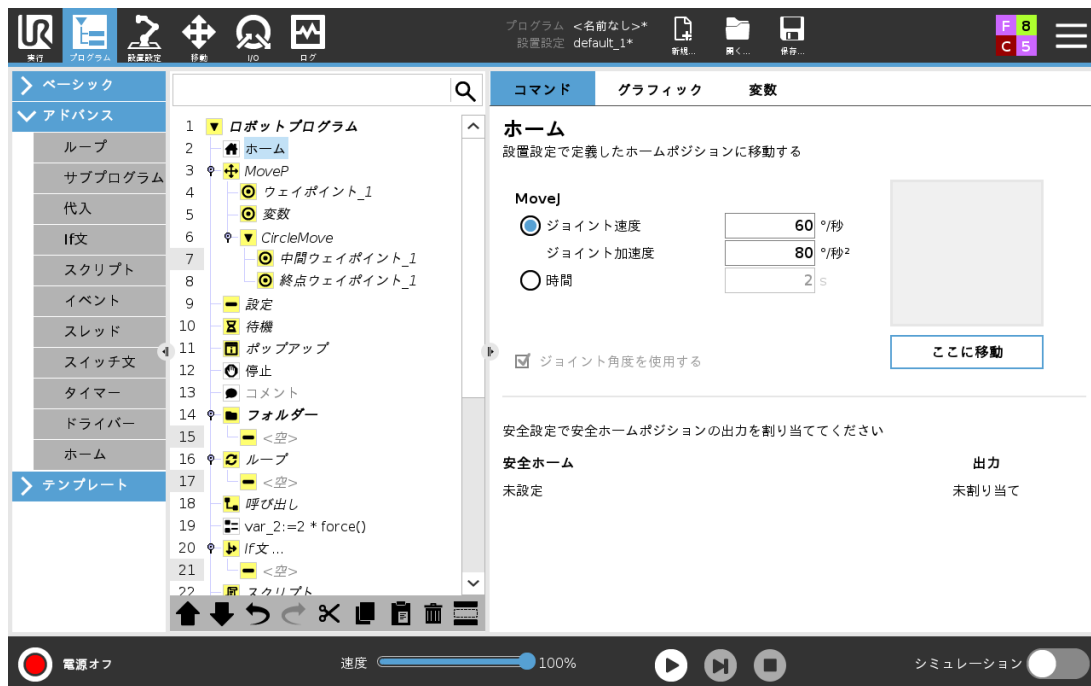 UR
実行
プログラム
設置設定
移動
I/O
ログ
プログラム <名前なし>*
設置設定 default_1*
新規...
開く...
保存...
F 8
C 5
ベーシック
アドバンス
ループ
サブプログラム
代入
If文
スクリプト
イベント
スレッド
スイッチ文
タイマー
ドライバー
ホーム
テンプレート
1 ロボットプログラム
2 ホーム
3 MoveP
4 ウェイポイント_1
5 変数
6 CircleMove
7 中間ウェイポイント_1
8 終点ウェイポイント_1
9 設定
10 待機
11 ポップアップ
12 停止
13 コメント
14 フォルダー
15 <空>
16 ループ
17 <空>
18 呼び出し
19 var_2:=2 * force()
20 If文 ...
21 <空>
22 スクリプト
コマンド グラフィック 変数
ホーム
設置設定で定義したホームポジションに移動する
MoveJ
ジョイント速度 60 °/秒
ジョイント加速度 80 °/秒²
時間 2 s
ここに移動
ジョイント角度を使用する
安全設定で安全ホームポジションの出力を割り当ててください
安全ホーム 出力
未設定 未割り当て
電源オフ
速度 100%
シミュレーション